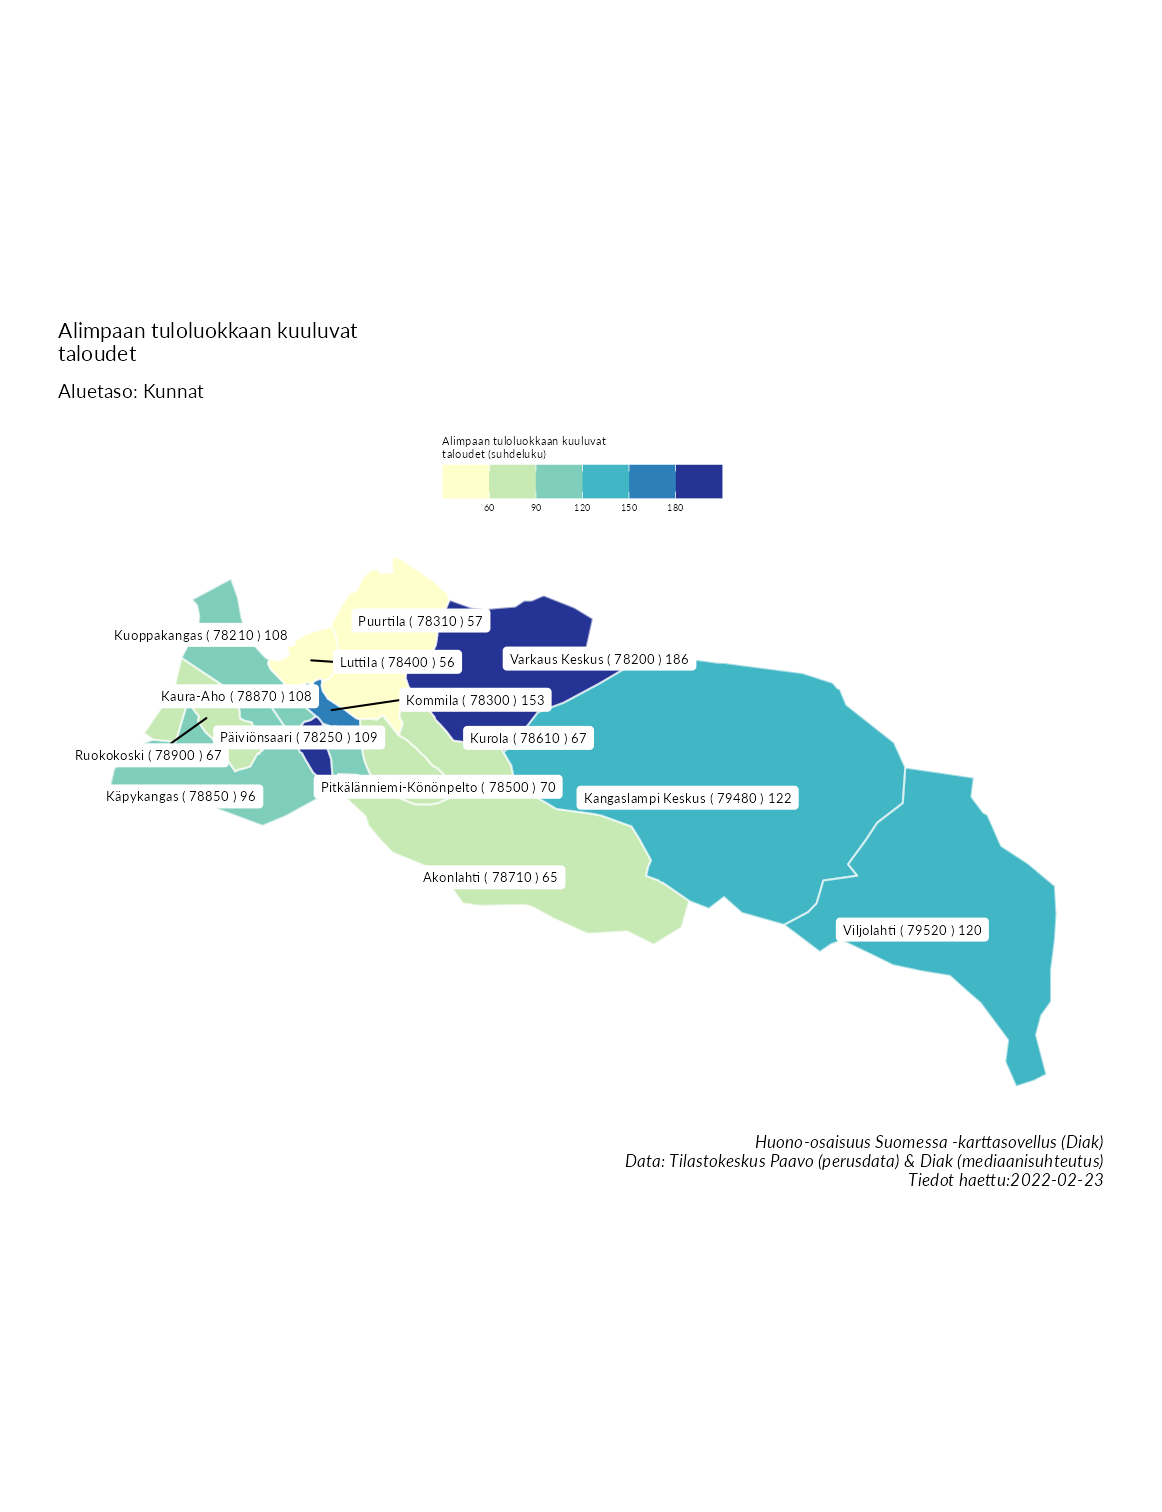 Alimpaan tuloluokkaan kuuluvat
taloudet
Aluetaso: Kunnat
Alimpaan tuloluokkaan kuuluvat
taloudet (suhdeluku)
60 90 120 150 180
Puurtila ( 78310 ) 57
Kuoppakangas ( 78210 ) 108
Luttila ( 78400 ) 56
Varkaus Keskus ( 78200 ) 186
Kaura-Aho ( 78870 ) 108
Kommila ( 78300 ) 153
Päiviönsaari ( 78250 ) 109
Kurola ( 78610 ) 67
Ruokokoski ( 78900 ) 67
Pitkälänniemi-Könönpelto ( 78500 ) 70
Käpykangas ( 78850 ) 96
Kangaslampi Keskus ( 79480 ) 122
Akonlahti ( 78710 ) 65
Viljolahti ( 79520 ) 120
Huono-osaisuus Suomessa -karttasovellus (Diak)
Data: Tilastokeskus Paavo (perusdata) & Diak (mediaanisuhteutus)
Tiedot haettu:2022-02-23